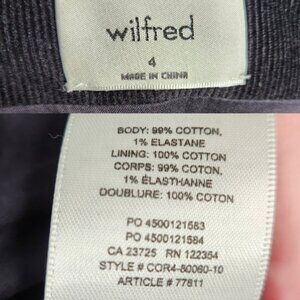 wilfred
4
MADE IN CHINA
BODY: 99% COTTON,
1% ELASTANE
LINING: 100% COTTON
CORPS: 99% COTON,
1% ÉLASTHANNE
DOUBLURE: 100% COTON
PO 4500121583
PO 4500121584
CA 23725 RN 122364
STYLE # COR4-80060-10
ARTICLE # 77811